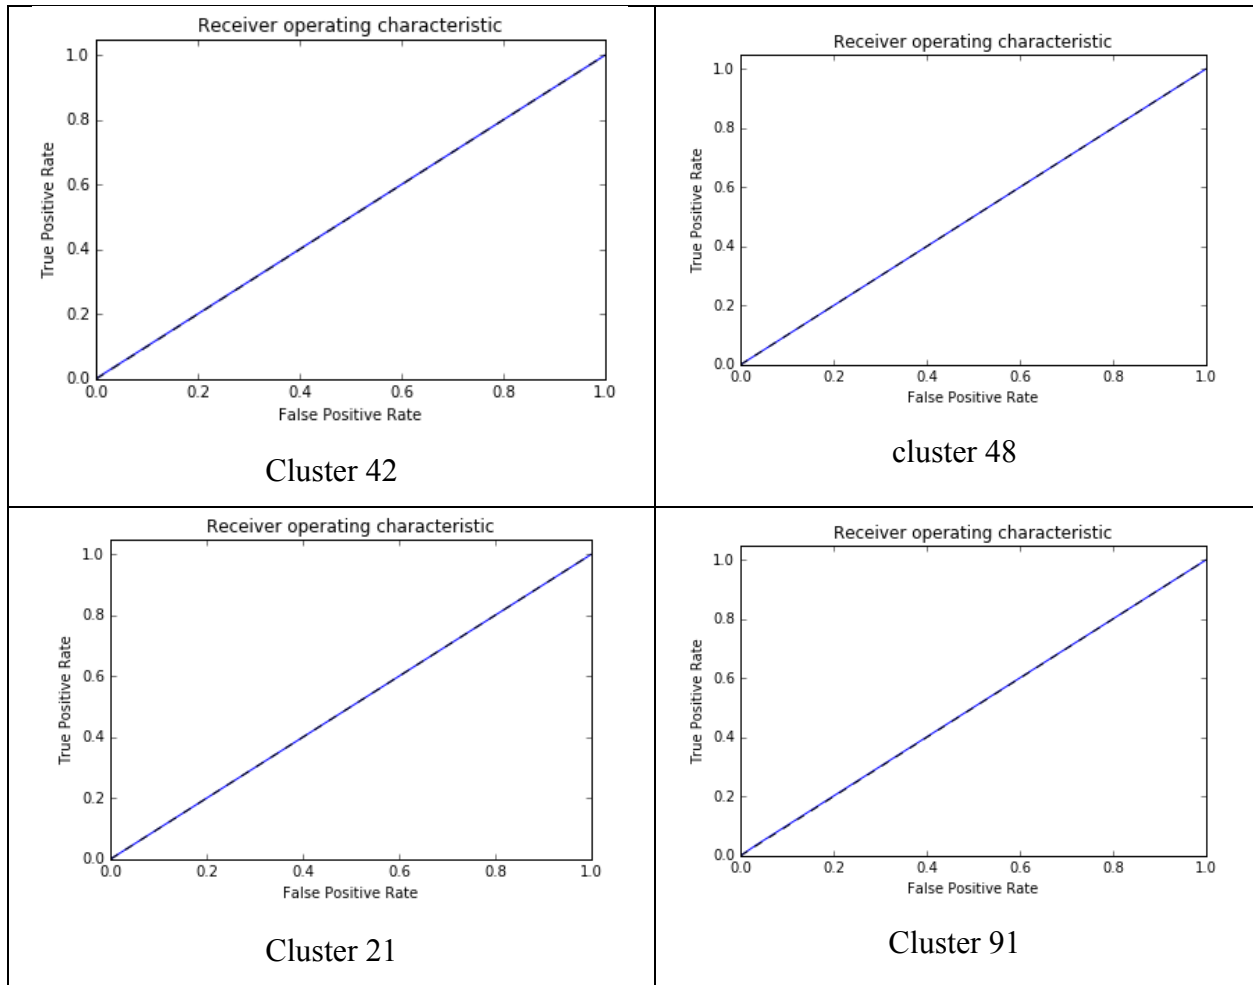 Receiver operating characteristic
1.0
0.8
0.6
0.4
0.2
0.0
True Positive Rate
0.0 0.2 0.4 0.6 0.8 1.0
False Positive Rate
Cluster 42
Receiver operating characteristic
1.0
0.8
0.6
0.4
0.2
0.0
True Positive Rate
0.0 0.2 0.4 0.6 0.8 1.0
False Positive Rate
cluster 48
Receiver operating characteristic
1.0
0.8
0.6
0.4
0.2
0.0
True Positive Rate
0.0 0.2 0.4 0.6 0.8 1.0
False Positive Rate
Cluster 21
Receiver operating characteristic
1.0
0.8
0.6
0.4
0.2
0.0
True Positive Rate
0.0 0.2 0.4 0.6 0.8 1.0
False Positive Rate
Cluster 91